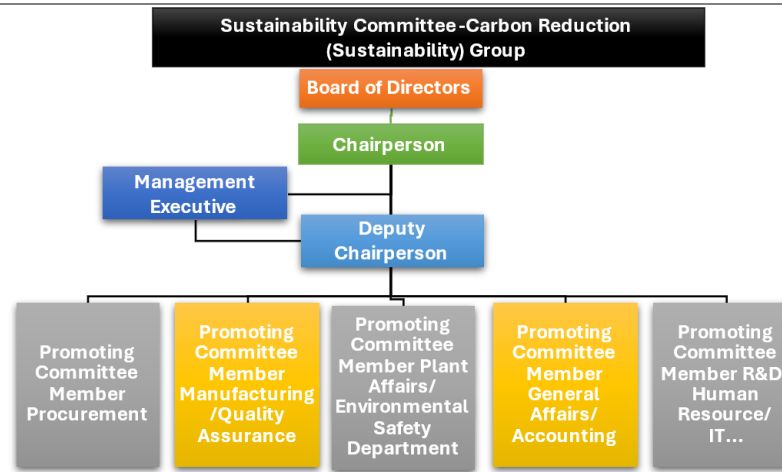 Sustainability Committee-Carbon Reduction
(Sustainability) Group
Board of Directors
Chairperson
Management
Executive
Deputy
Chairperson
Promoting
Committee
Member
Procurement
Promoting
Committee
Member
Manufacturing
/Quality
Assurance
Promoting
Committee
Member Plant
Affairs/
Environmental
Safety
Department
Promoting
Committee
Member
General
Affairs/
Accounting
Promoting
Committee
Member R&D
Human
Resource/
IT...